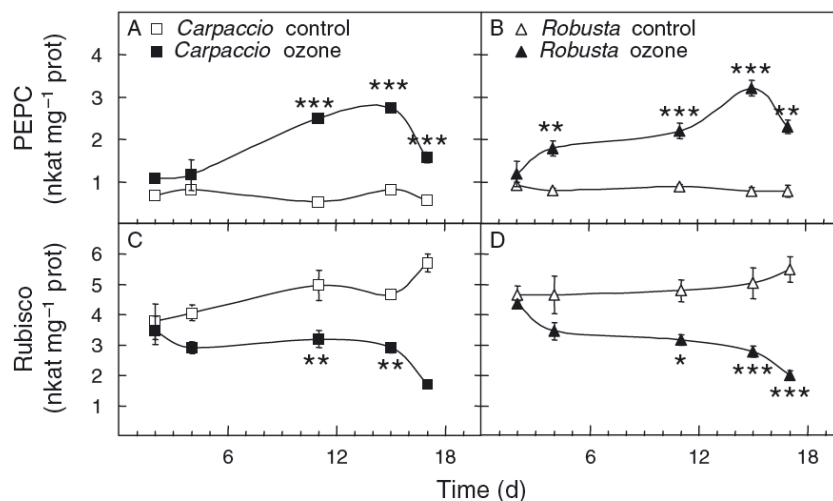 A □ Carpaccio control
■ Carpaccio ozone
B △ Robusta control
▲ Robusta ozone
PEPC
(nkat mg⁻¹ prot)
4
3
2
1
***
***
***
**
***
***
**
C
D
Rubisco
(nkat mg⁻¹ prot)
6
5
4
3
2
1
**
**
*
***
***
6
12
18
6
12
18
Time (d)